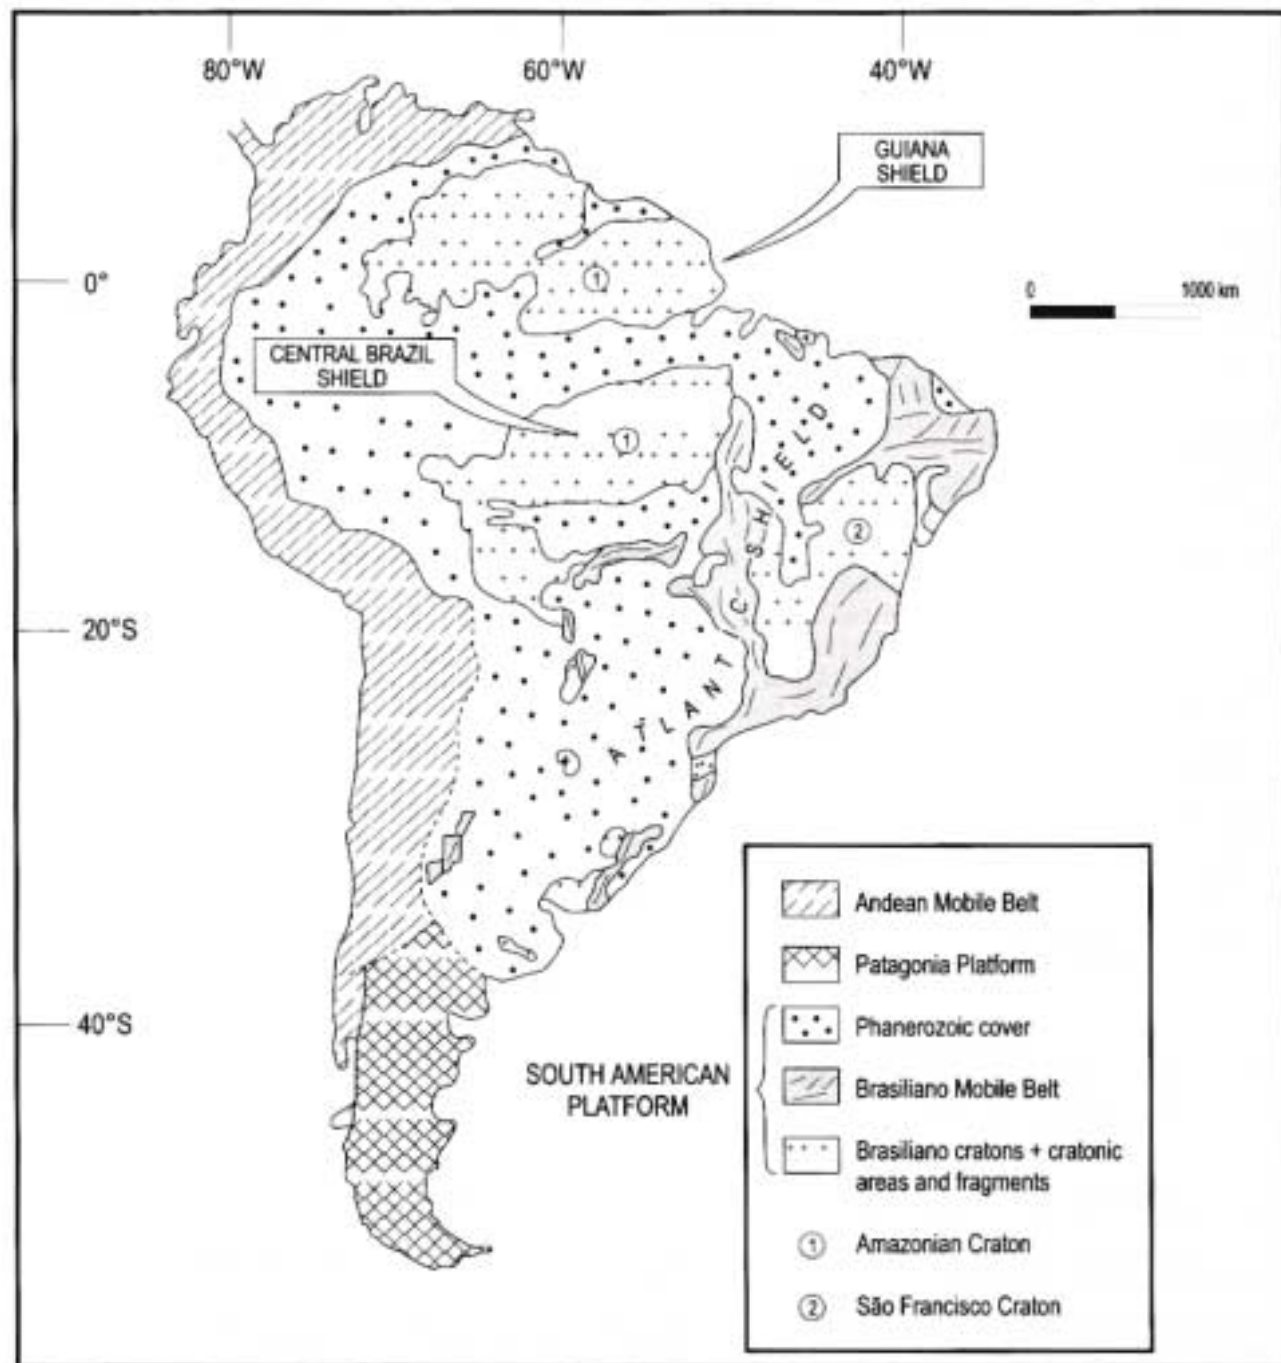 80°W 60°W 40°W
GUIANA
SHIELD
0°
0 1000 km
1
CENTRAL BRAZIL
SHIELD
1
2
ATLANTIC SHIELD
20°S
40°S
SOUTH AMERICAN
PLATFORM
Andean Mobile Belt
Patagonia Platform
Phanerozoic cover
Brasiliano Mobile Belt
Brasiliano cratons + cratonic
areas and fragments
1 Amazonian Craton
2 São Francisco Craton